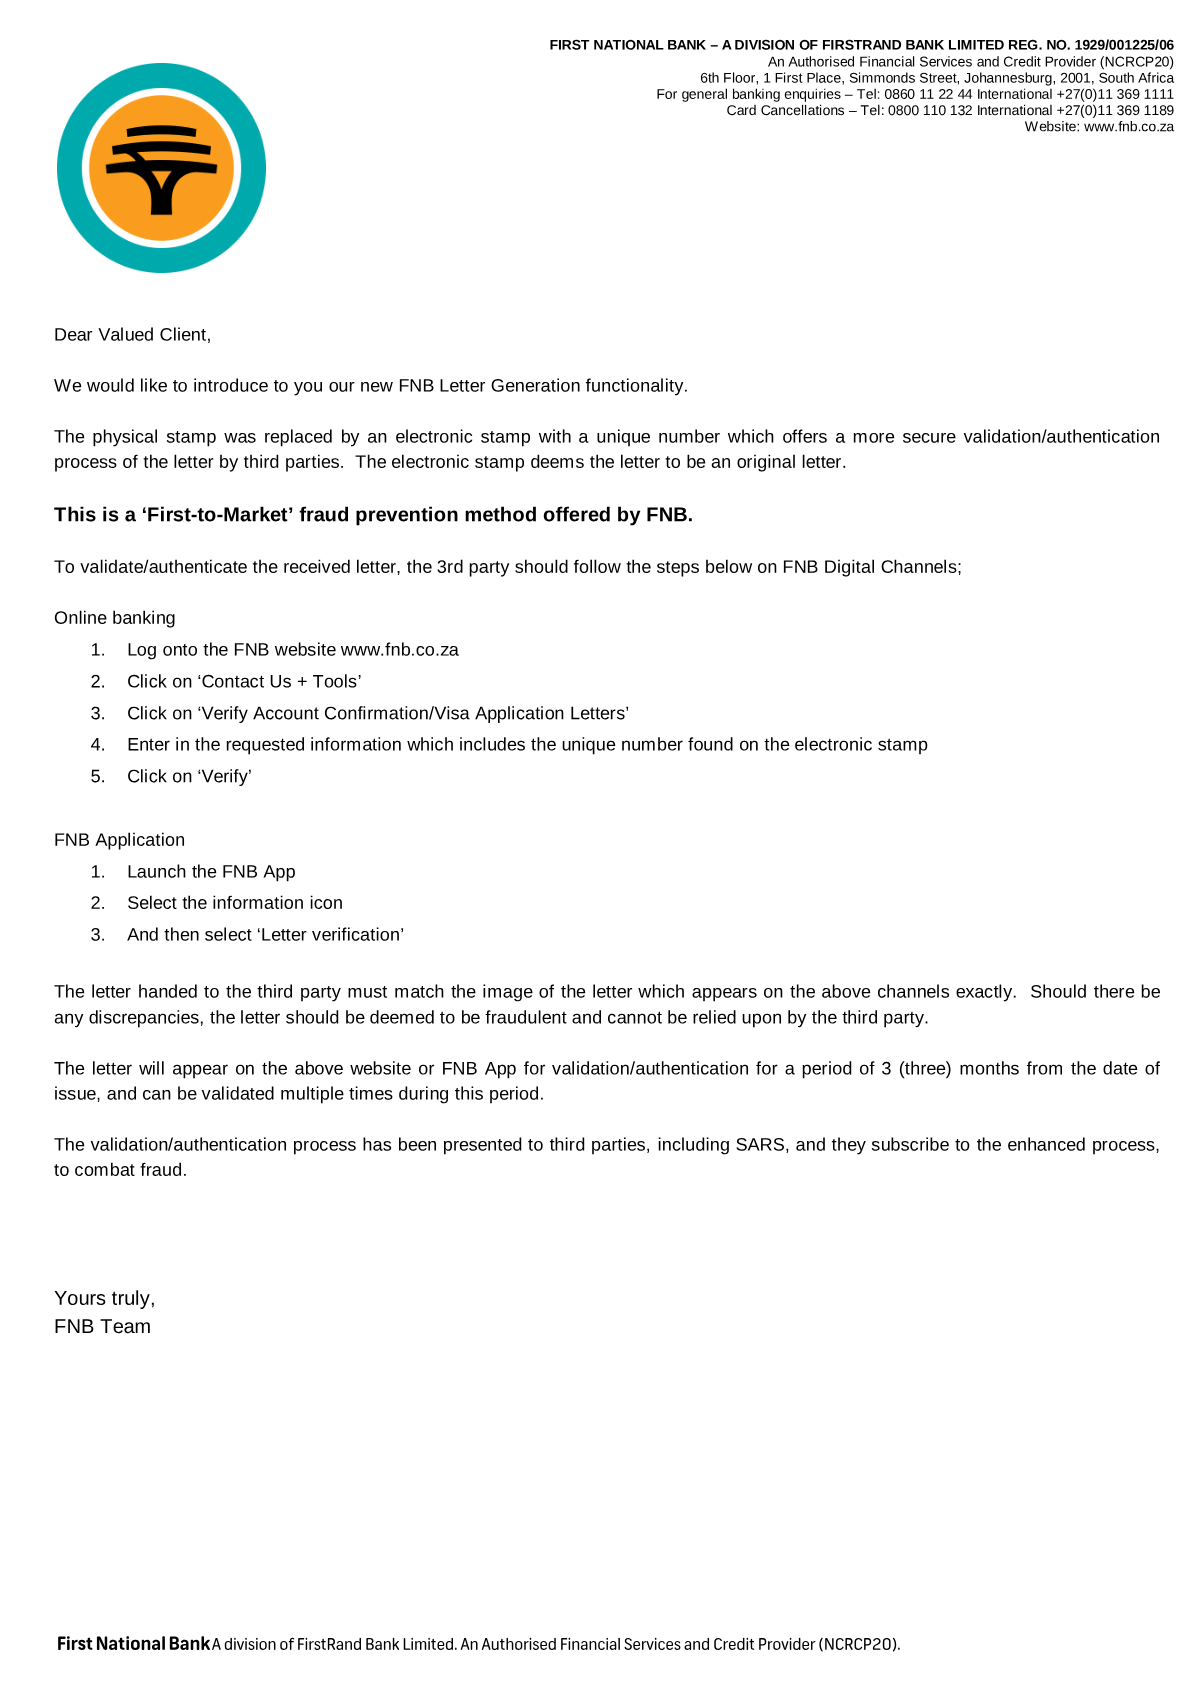 FIRST NATIONAL BANK – A DIVISION OF FIRSTRAND BANK LIMITED REG. NO. 1929/001225/06
An Authorised Financial Services and Credit Provider (NCRCP20)
6th Floor, 1 First Place, Simmonds Street, Johannesburg, 2001, South Africa
For general banking enquiries – Tel: 0860 11 22 44 International +27(0)11 369 1111
Card Cancellations – Tel: 0800 110 132 International +27(0)11 369 1189
Website: www.fnb.co.za
Dear Valued Client,
We would like to introduce to you our new FNB Letter Generation functionality.
The physical stamp was replaced by an electronic stamp with a unique number which offers a more secure validation/authentication
process of the letter by third parties.  The electronic stamp deems the letter to be an original letter.
This is a ‘First-to-Market’ fraud prevention method offered by FNB.
To validate/authenticate the received letter, the 3rd party should follow the steps below on FNB Digital Channels;
Online banking
1. Log onto the FNB website www.fnb.co.za
2. Click on ‘Contact Us + Tools’
3. Click on ‘Verify Account Confirmation/Visa Application Letters’
4. Enter in the requested information which includes the unique number found on the electronic stamp
5. Click on ‘Verify’
FNB Application
1. Launch the FNB App
2. Select the information icon
3. And then select ‘Letter verification’
The letter handed to the third party must match the image of the letter which appears on the above channels exactly.  Should there be
any discrepancies, the letter should be deemed to be fraudulent and cannot be relied upon by the third party.
The letter will appear on the above website or FNB App for validation/authentication for a period of 3 (three) months from the date of
issue, and can be validated multiple times during this period.
The validation/authentication process has been presented to third parties, including SARS, and they subscribe to the enhanced process,
to combat fraud.
Yours truly,
FNB Team
First National Bank A division of FirstRand Bank Limited. An Authorised Financial Services and Credit Provider (NCRCP20).